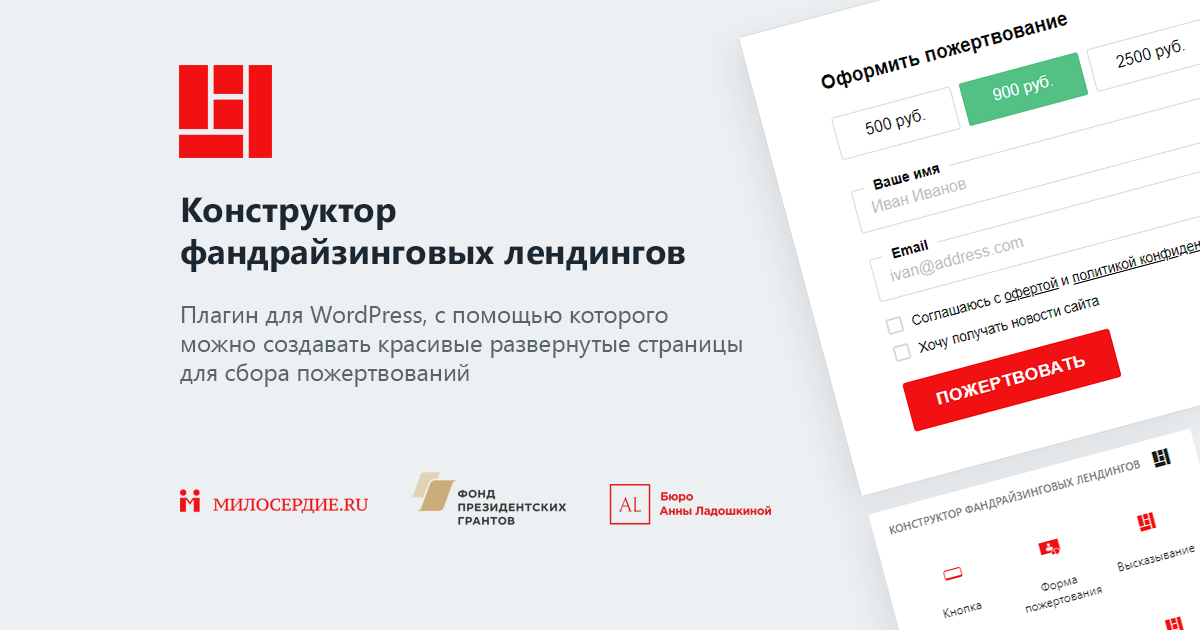 Конструктор
фандрайзинговых лендингов
Плагин для WordPress, с помощью которого
можно создавать красивые развернутые страницы
для сбора пожертвований
МИЛОСЕРДИЕ.RU
ФОНД
ПРЕЗИДЕНТСКИХ
ГРАНТОВ
AL
Бюро
Анны Ладошкиной
Оформить пожертвование
500 руб.
900 руб.
2500 руб.
Ваше имя
Иван Иванов
Email
ivan@address.com
Соглашаюсь с офертой и политикой конфиден
Хочу получать новости сайта
ПОЖЕРТВОВАТЬ
КОНСТРУКТОР ФАНДРАЙЗИНГОВЫХ ЛЕНДИНГОВ
Кнопка
Форма
пожертования
Высказывание